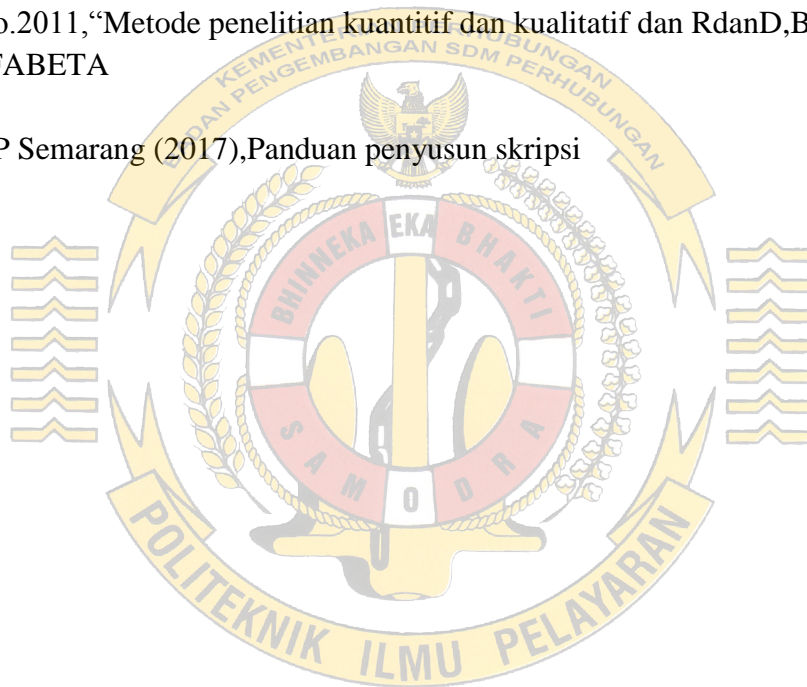 o.2011,“Metode penelitian kuantitif dan kualitatif dan RdanD,B
FABETA
P Semarang (2017),Panduan penyusun skripsi
KEMENTERIAN PERHUBUNGAN
BADAN PENGEMBANGAN SDM PERHUBUNGAN
BHINNEKA EKA BHAKTI
SAMODRA
POLITEKNIK ILMU PELAYARAN